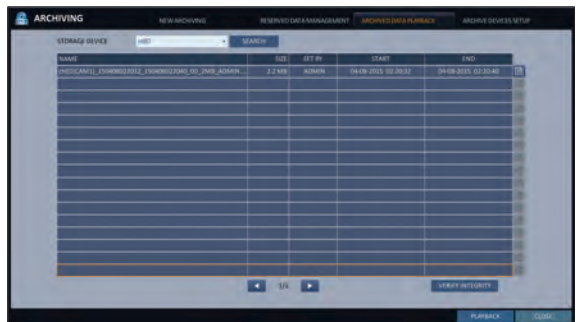 ARCHIVING NEW ARCHIVING RESERVED DATA MANAGEMENT ARCHIVED DATA PLAYBACK ARCHIVE DEVICES SETUP
STORAGE DEVICE SEARCH
NAME SIZE SET BY START END
2.2 MB ADMIN 04-08-2015 02:20:32 04-08-2015 02:20:40
VERIFY INTEGRITY
PLAYBACK CLOSE